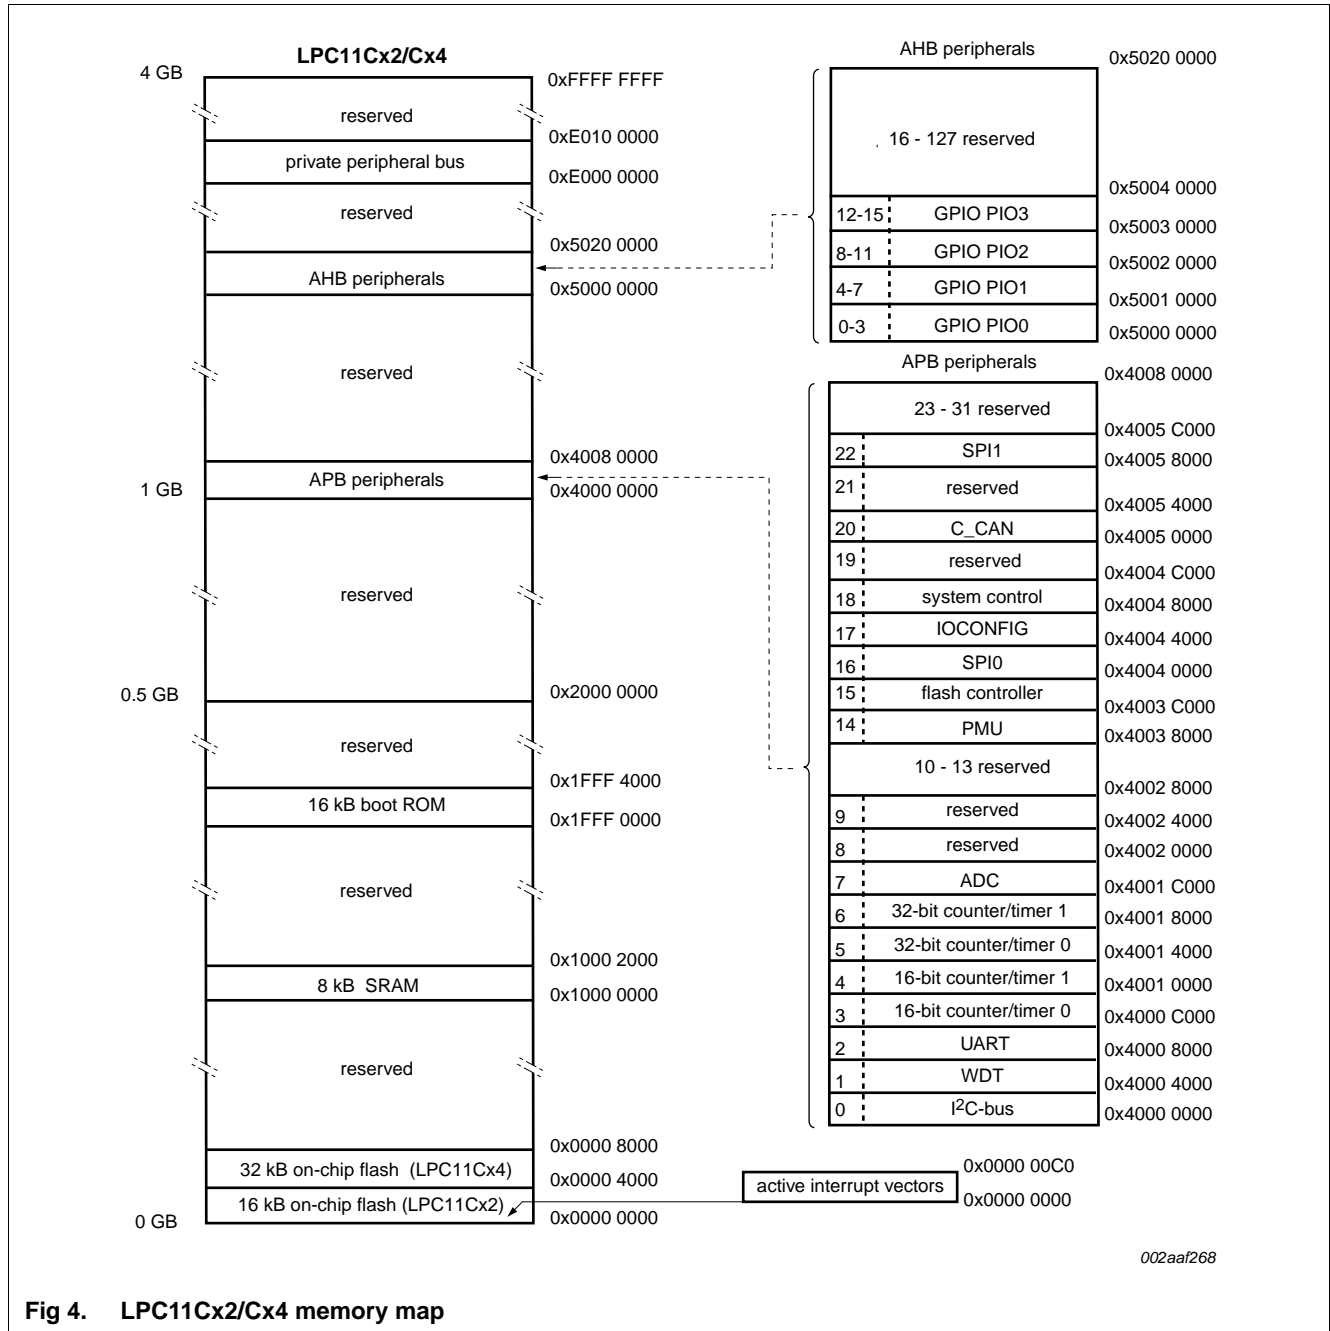 LPC11Cx2/Cx4
4 GB
0xFFFF FFFF
reserved
0xE010 0000
private peripheral bus
0xE000 0000
reserved
0x5020 0000
AHB peripherals
0x5000 0000
reserved
0x4008 0000
APB peripherals
1 GB
0x4000 0000
reserved
0.5 GB
0x2000 0000
reserved
0x1FFF 4000
16 kB boot ROM
0x1FFF 0000
reserved
0x1000 2000
8 kB SRAM
0x1000 0000
reserved
0x0000 8000
32 kB on-chip flash (LPC11Cx4)
0x0000 4000
16 kB on-chip flash (LPC11Cx2)
0 GB
0x0000 0000
AHB peripherals
0x5020 0000
16 - 127 reserved
0x5004 0000
12-15 GPIO PIO3
0x5003 0000
8-11 GPIO PIO2
0x5002 0000
4-7 GPIO PIO1
0x5001 0000
0-3 GPIO PIO0
0x5000 0000
APB peripherals
0x4008 0000
23 - 31 reserved
0x4005 C000
22 SPI1
0x4005 8000
21 reserved
0x4005 4000
20 C_CAN
0x4005 0000
19 reserved
0x4004 C000
18 system control
0x4004 8000
17 IOCONFIG
0x4004 4000
16 SPI0
0x4004 0000
15 flash controller
0x4003 C000
14 PMU
0x4003 8000
10 - 13 reserved
0x4002 8000
9 reserved
0x4002 4000
8 reserved
0x4002 0000
7 ADC
0x4001 C000
6 32-bit counter/timer 1
0x4001 8000
5 32-bit counter/timer 0
0x4001 4000
4 16-bit counter/timer 1
0x4001 0000
3 16-bit counter/timer 0
0x4000 C000
2 UART
0x4000 8000
1 WDT
0x4000 4000
0 I2C-bus
0x4000 0000
0x0000 00C0
active interrupt vectors
0x0000 0000
002aaf268
Fig 4. LPC11Cx2/Cx4 memory map